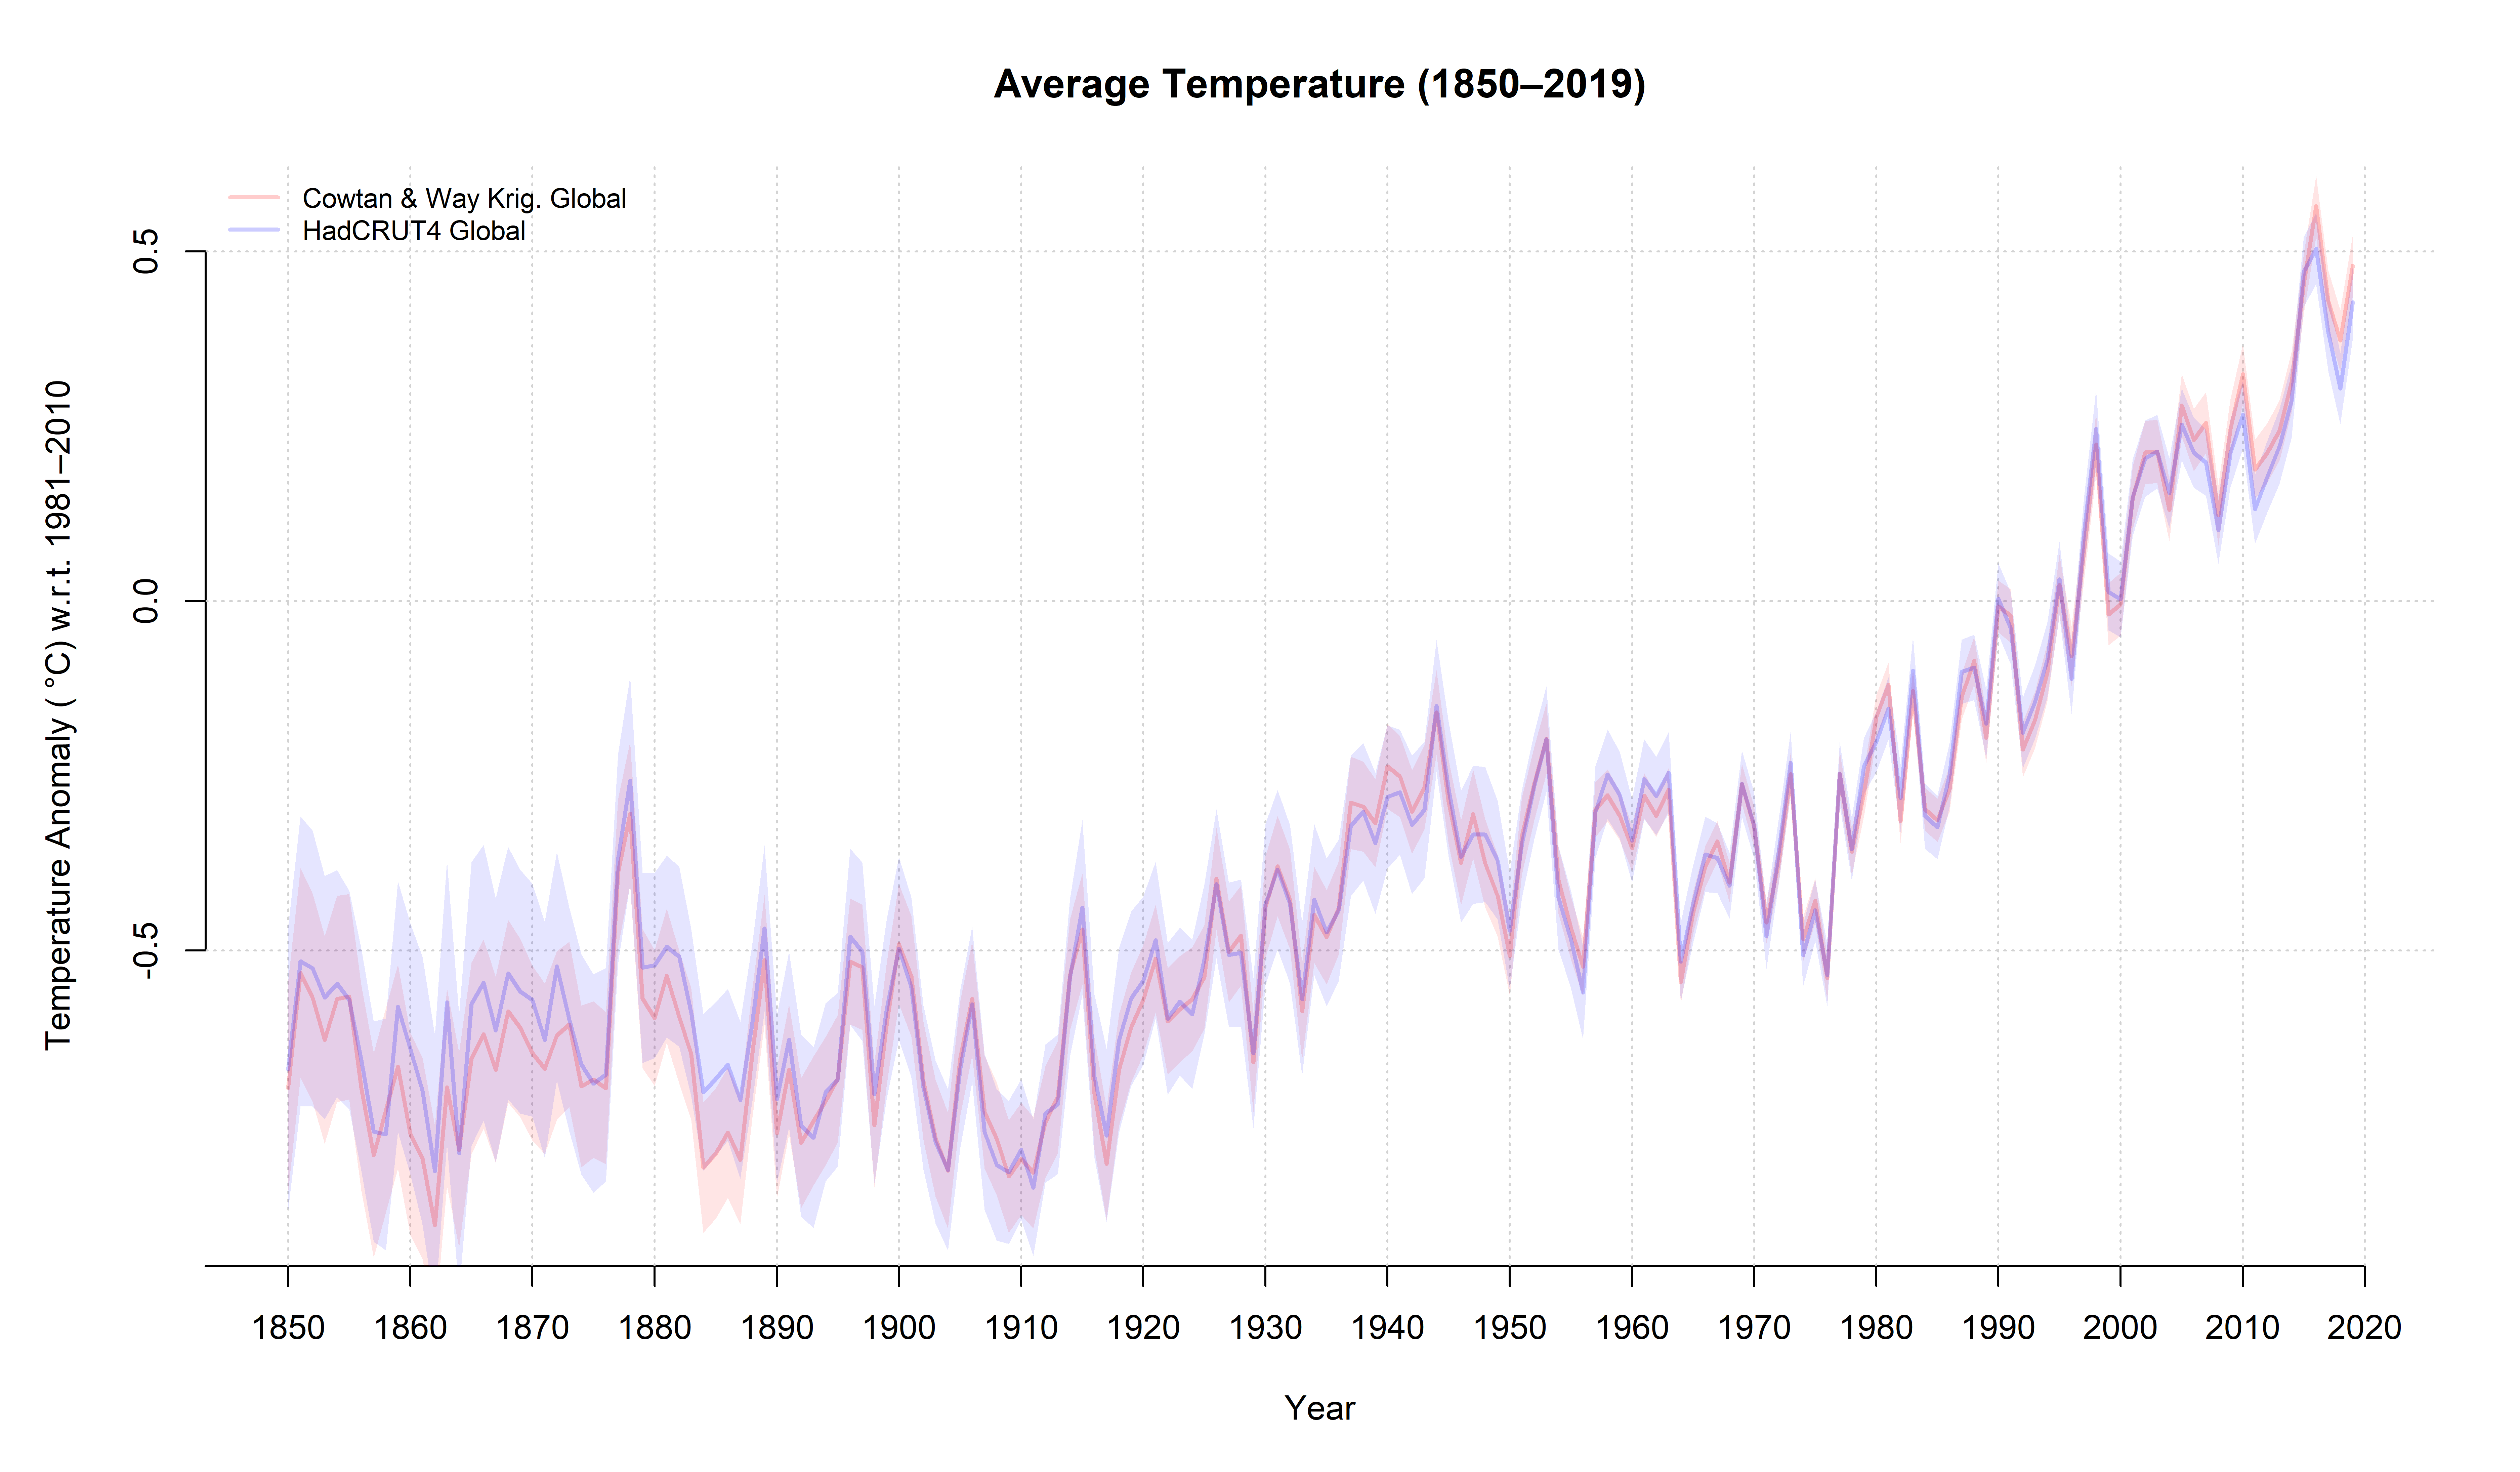 Average Temperature (1850–2019)
Cowtan & Way Krig. Global
HadCRUT4 Global
Temperature Anomaly ( °C) w.r.t. 1981–2010
0.5
0.0
-0.5
1850 1860 1870 1880 1890 1900 1910 1920 1930 1940 1950 1960 1970 1980 1990 2000 2010 2020
Year